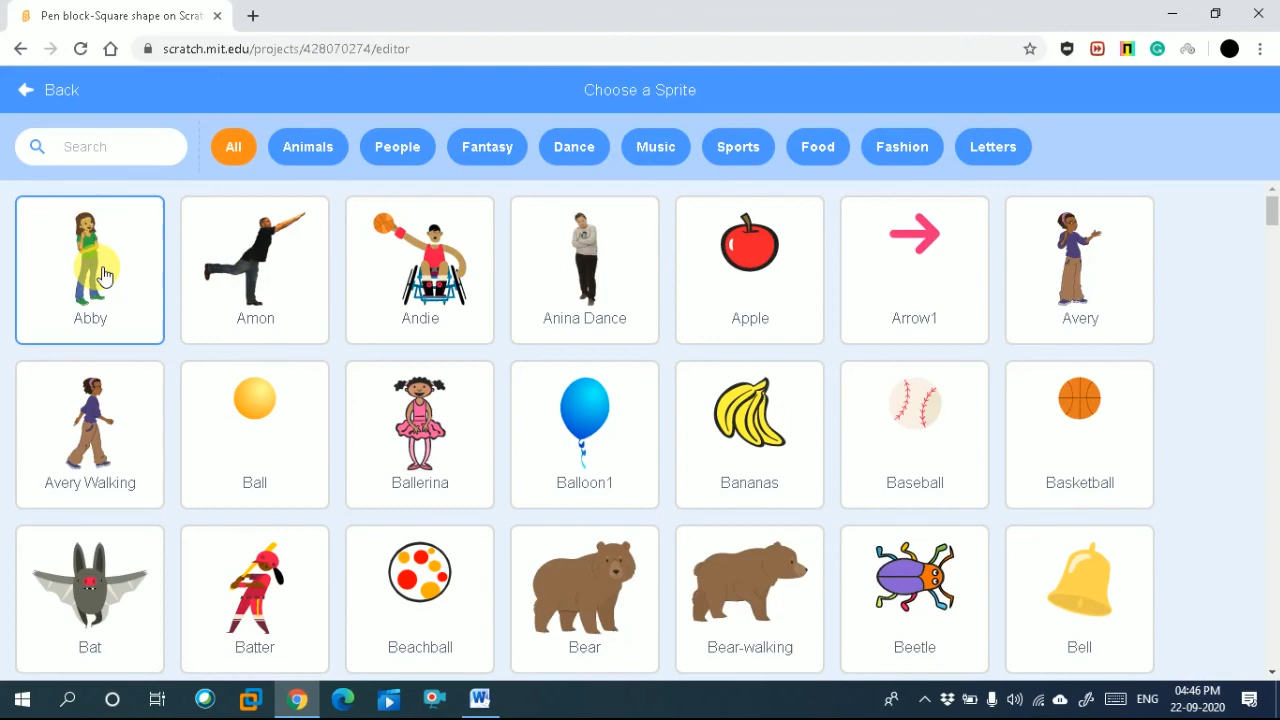 Pen block-Square shape on Scrat
scratch.mit.edu/projects/428070274/editor
Back
Choose a Sprite
Search
All
Animals
People
Fantasy
Dance
Music
Sports
Food
Fashion
Letters
Abby
Amon
Andie
Anina Dance
Apple
Arrow1
Avery
Avery Walking
Ball
Ballerina
Balloon1
Bananas
Baseball
Basketball
Bat
Batter
Beachball
Bear
Bear-walking
Beetle
Bell
ENG
04:46 PM
22-09-2020